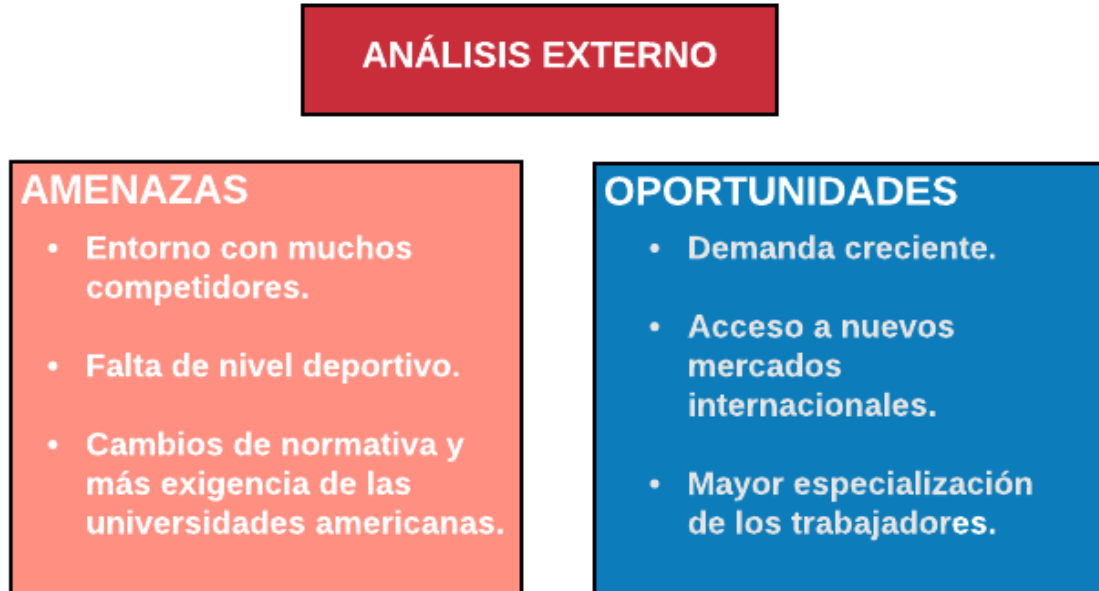 ANÁLISIS EXTERNO
AMENAZAS
• Entorno con muchos
competidores.
• Falta de nivel deportivo.
• Cambios de normativa y
más exigencia de las
universidades americanas.
OPORTUNIDADES
• Demanda creciente.
• Acceso a nuevos
mercados
internacionales.
• Mayor especialización
de los trabajadores.